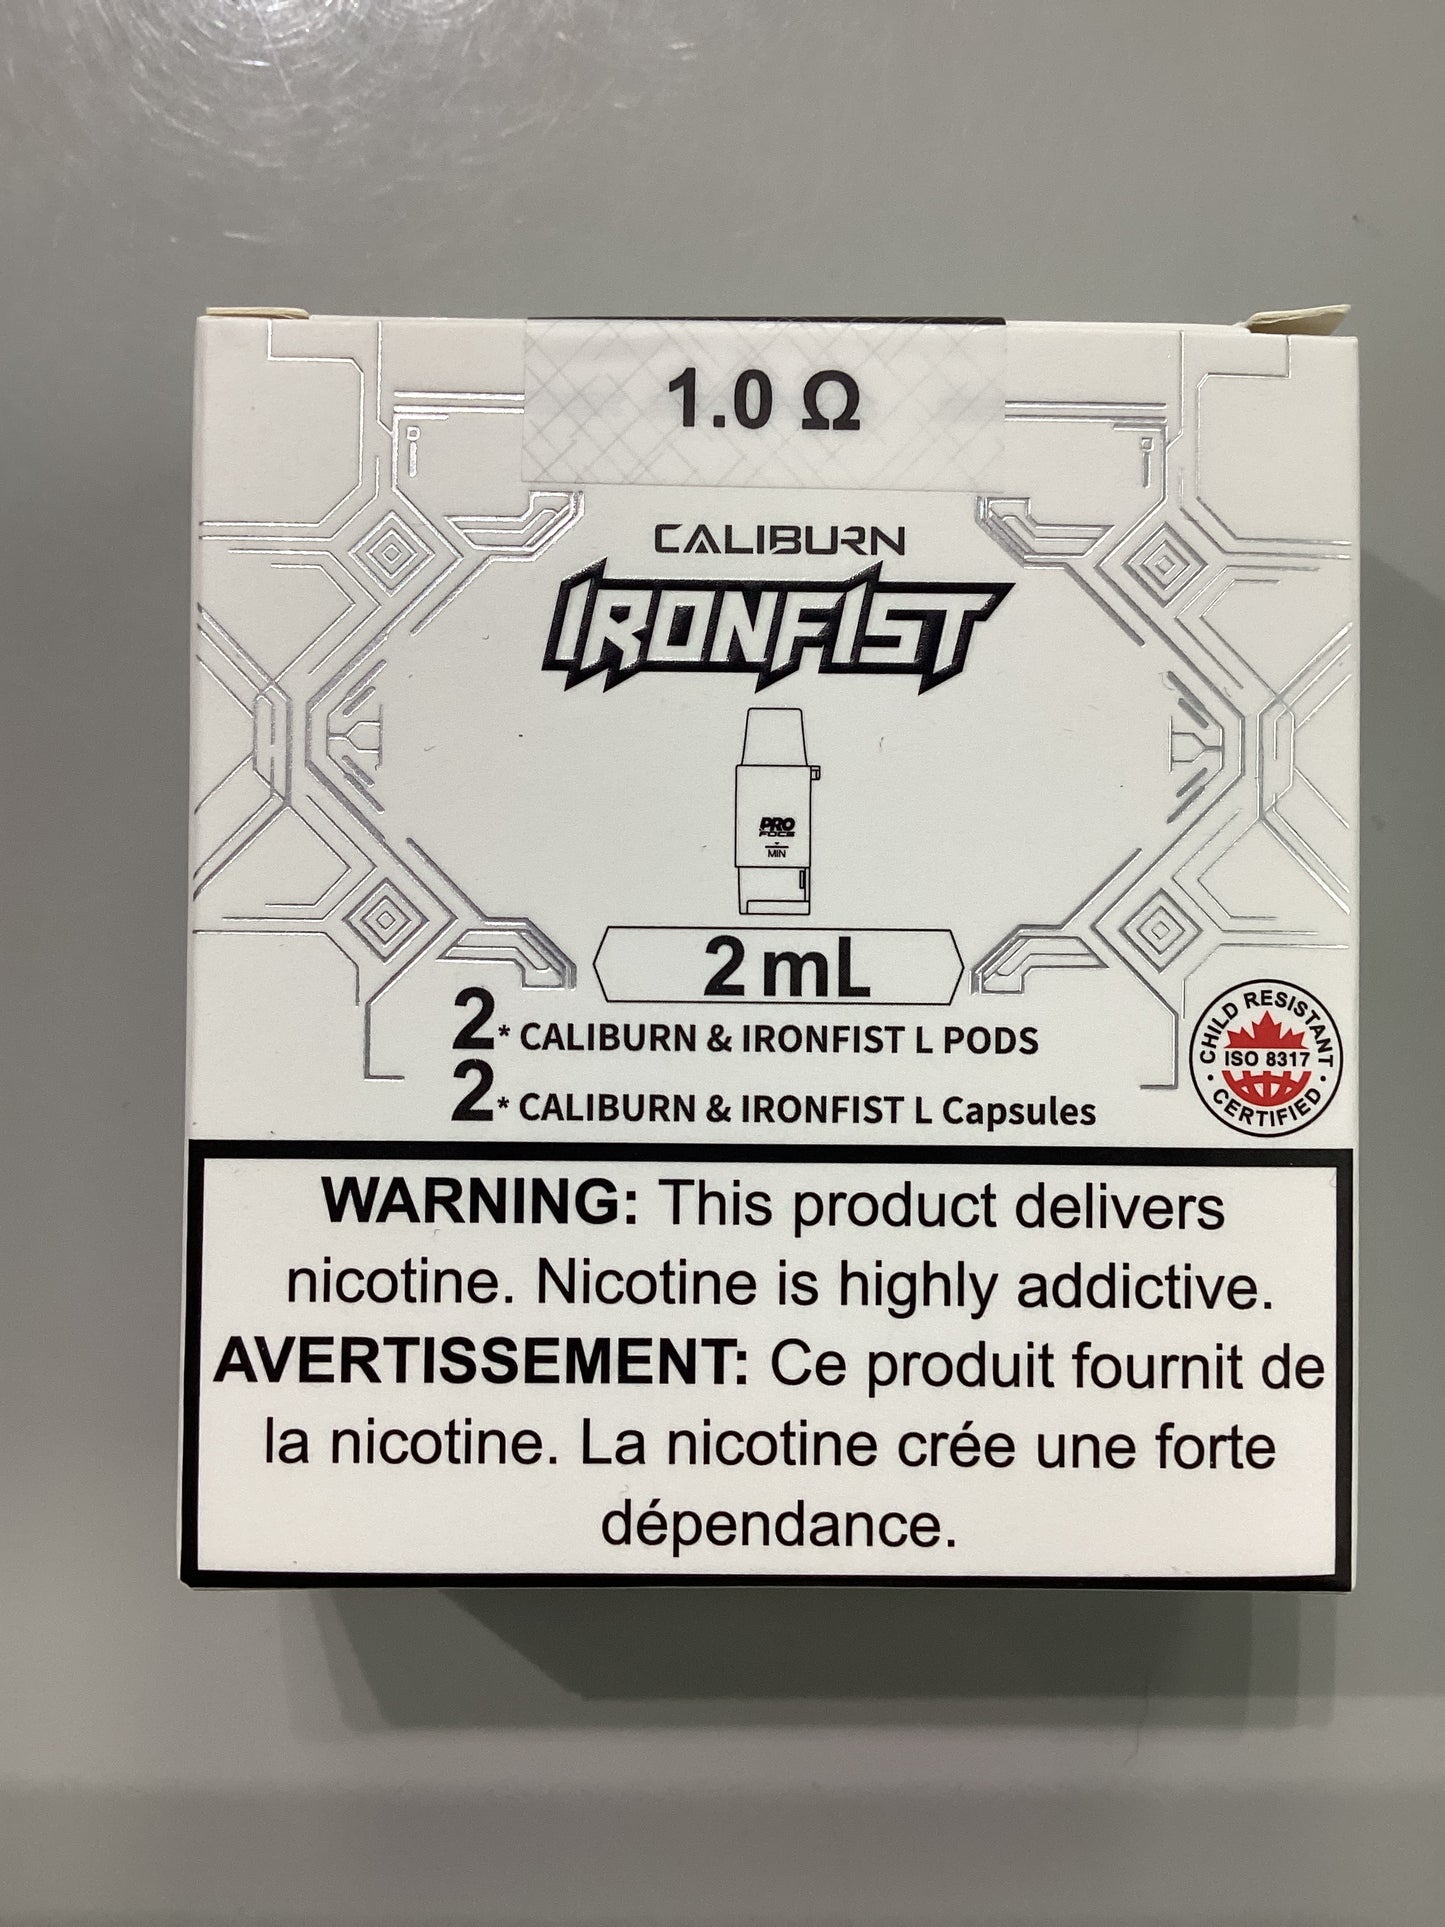 1.0 Ω
CALIBURN
IRONFIST
PRO
FOCS
MIN
2 mL
2* CALIBURN & IRONFIST L PODS
2* CALIBURN & IRONFIST L Capsules
CHILD RESISTANT
ISO 8317
CERTIFIED
WARNING: This product delivers
nicotine. Nicotine is highly addictive.
AVERTISSEMENT: Ce produit fournit de
la nicotine. La nicotine crée une forte
dépendance.